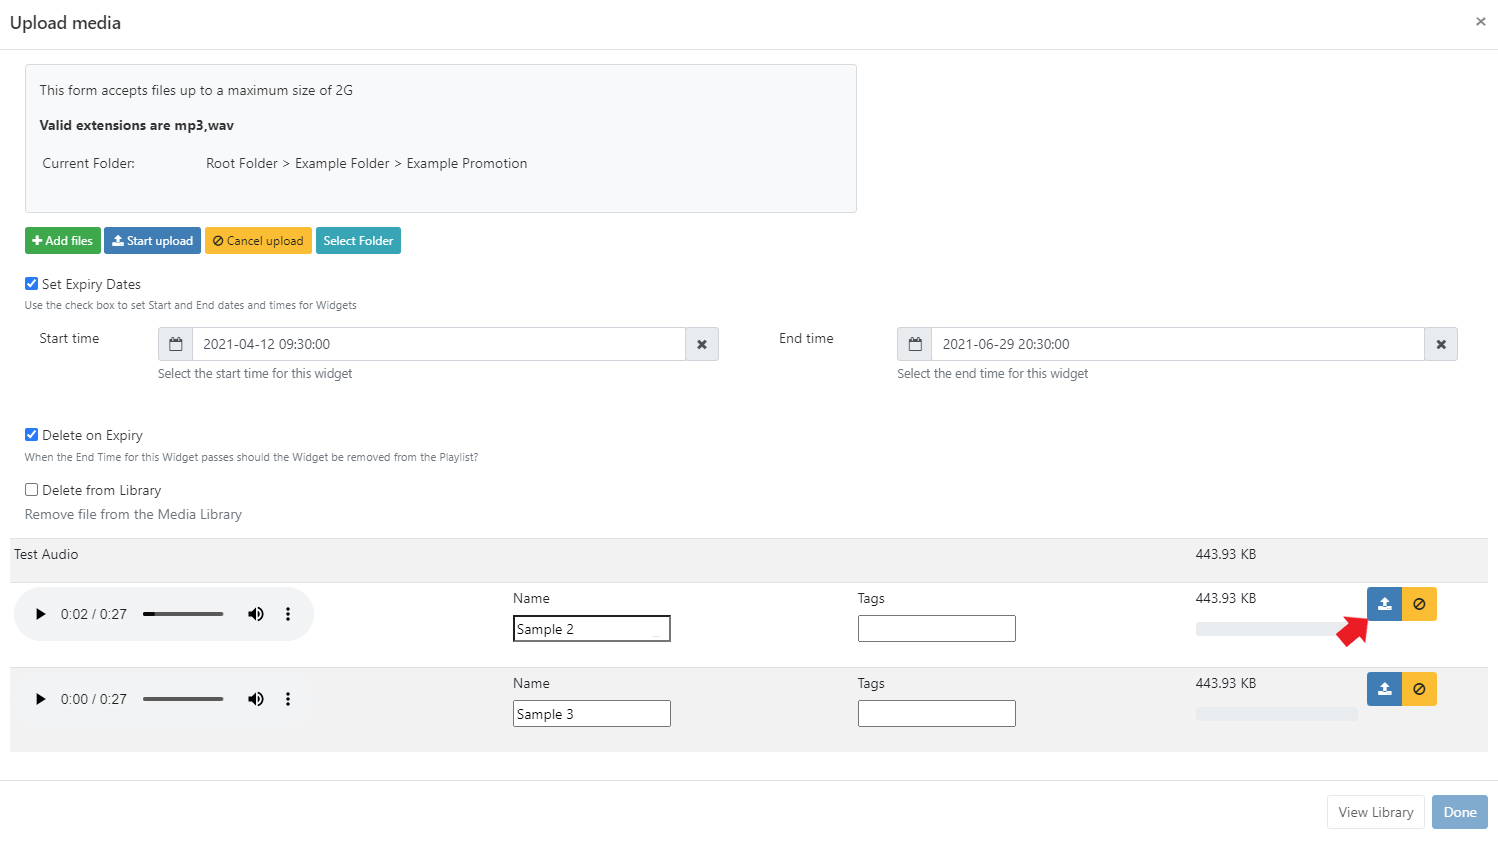 Upload media
×
This form accepts files up to a maximum size of 2G
Valid extensions are mp3,wav
Current Folder: Root Folder > Example Folder > Example Promotion
Add files Start upload Cancel upload Select Folder
Set Expiry Dates
Use the check box to set Start and End dates and times for Widgets
Start time 2021-04-12 09:30:00 End time 2021-06-29 20:30:00
Select the start time for this widget Select the end time for this widget
Delete on Expiry
When the End Time for this Widget passes should the Widget be removed from the Playlist?
Delete from Library
Remove file from the Media Library
Test Audio 443.93 KB
Name Tags 443.93 KB
0:02 / 0:27
Sample 2
Name Tags 443.93 KB
0:00 / 0:27
Sample 3
View Library Done